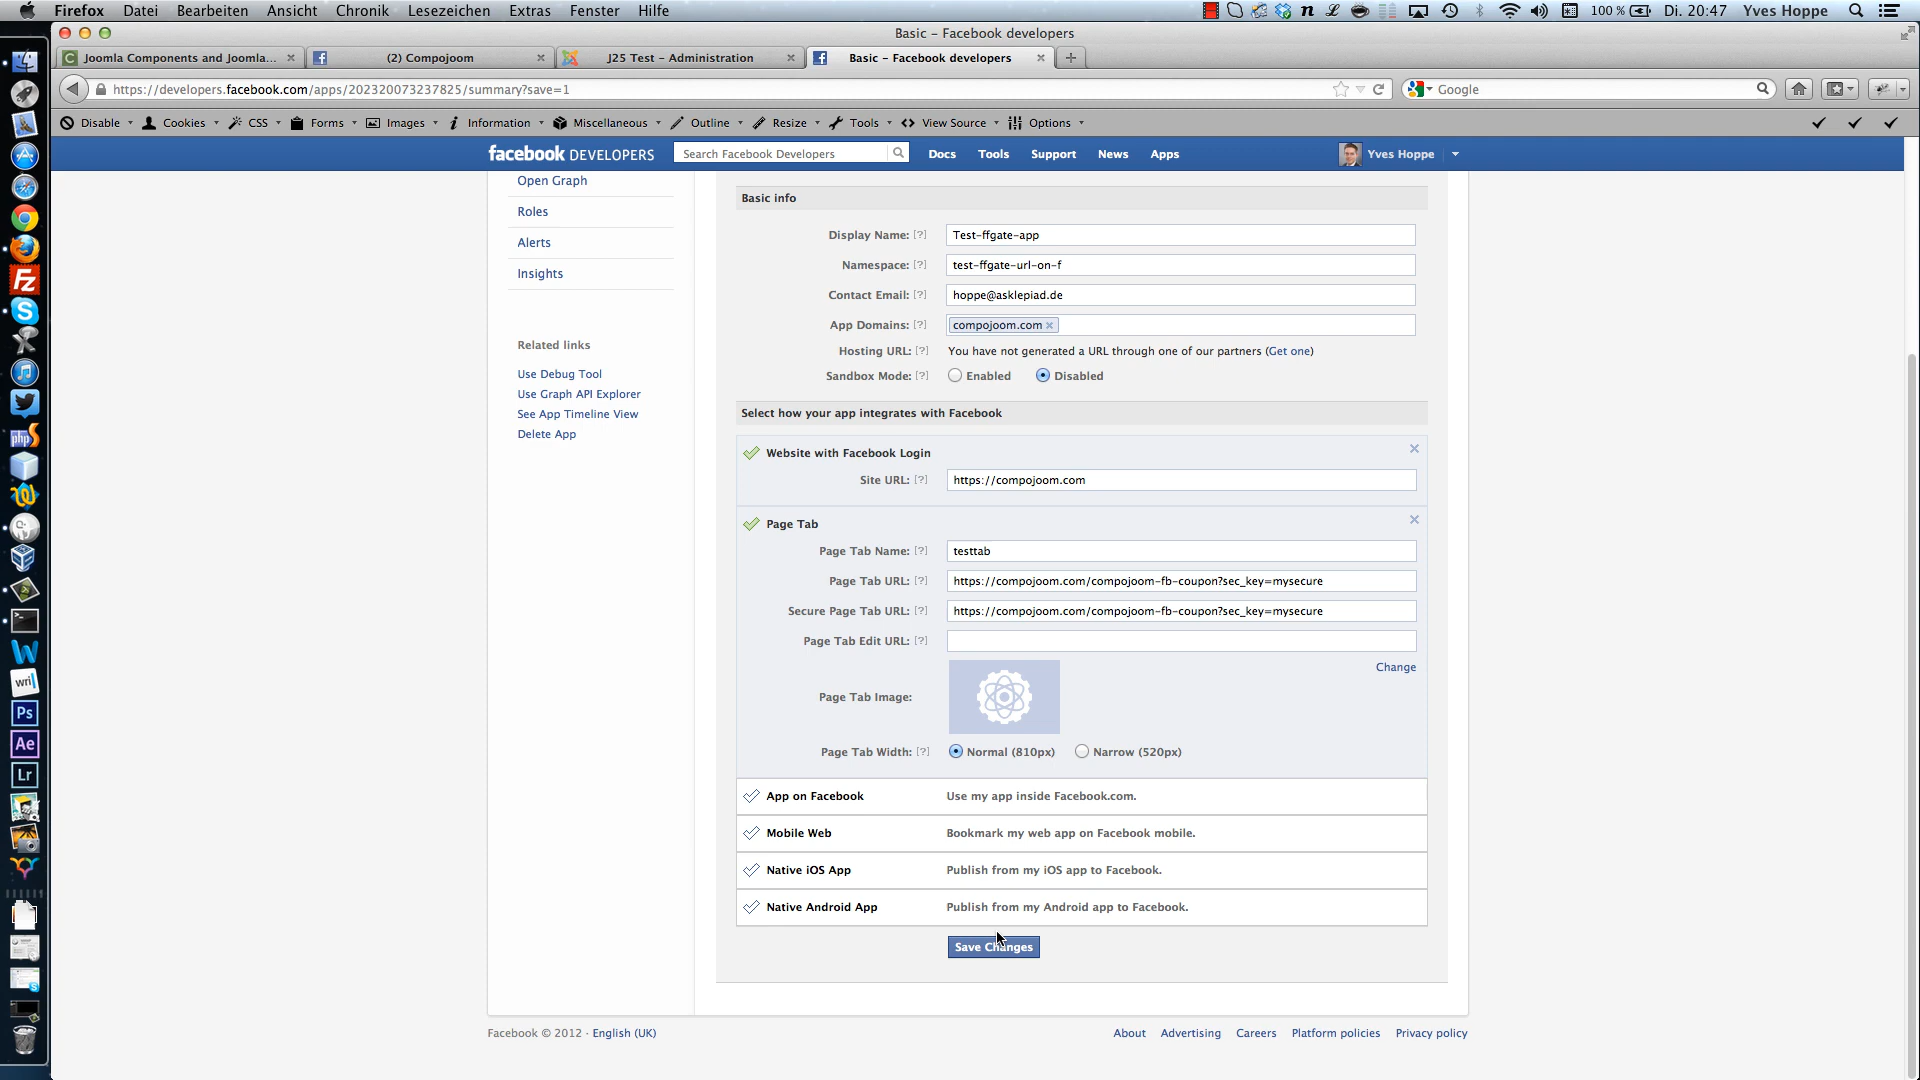 Firefox Datei Bearbeiten Ansicht Chronik Lesezeichen Extras Fenster Hilfe 100 % Di. 20:47 Yves Hoppe
Basic – Facebook developers
Joomla Components and Joomla... (2) Compojoom J25 Test – Administration Basic – Facebook developers
https://developers.facebook.com/apps/202320073237825/summary?save=1 Google
Disable Cookies CSS Forms Images Information Miscellaneous Outline Resize Tools View Source Options
facebook DEVELOPERS Search Facebook Developers Docs Tools Support News Apps Yves Hoppe
Open Graph
Roles
Alerts
Insights
Related links
Use Debug Tool
Use Graph API Explorer
See App Timeline View
Delete App
Basic info
Display Name: [?] Test-ffgate-app
Namespace: [?] test-ffgate-url-on-f
Contact Email: [?] hoppe@asklepiad.de
App Domains: [?] compojoom.com
Hosting URL: [?] You have not generated a URL through one of our partners (Get one)
Sandbox Mode: [?] Enabled Disabled
Select how your app integrates with Facebook
Website with Facebook Login
Site URL: [?] https://compojoom.com
Page Tab
Page Tab Name: [?] testtab
Page Tab URL: [?] https://compojoom.com/compojoom-fb-coupon?sec_key=mysecure
Secure Page Tab URL: [?] https://compojoom.com/compojoom-fb-coupon?sec_key=mysecure
Page Tab Edit URL: [?]
Change
Page Tab Image:
Page Tab Width: [?] Normal (810px) Narrow (520px)
App on Facebook Use my app inside Facebook.com.
Mobile Web Bookmark my web app on Facebook mobile.
Native iOS App Publish from my iOS app to Facebook.
Native Android App Publish from my Android app to Facebook.
Save Changes
Facebook © 2012 · English (UK) About Advertising Careers Platform policies Privacy policy
php
W
wri
Ps
Ae
Lr